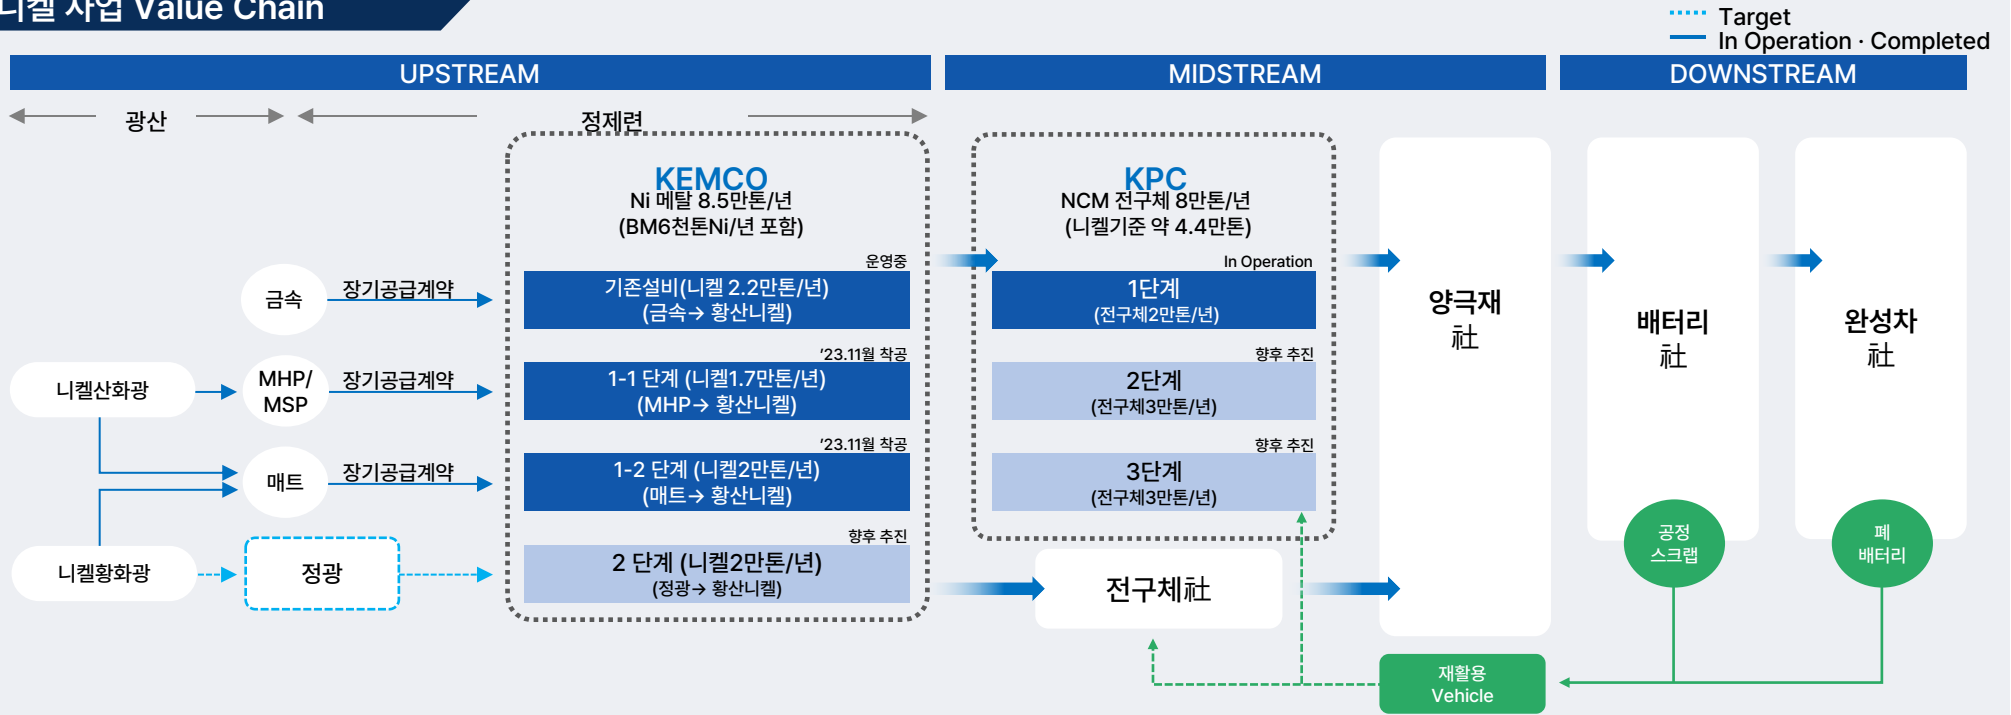 니켈 사업 Value Chain
Target
In Operation · Completed
UPSTREAM
MIDSTREAM
DOWNSTREAM
광산
정제련
KEMCO
Ni 메탈 8.5만톤/년
(BM6천톤Ni/년 포함)
운영중
기존설비(니켈 2.2만톤/년)
(금속→ 황산니켈)
'23.11월 착공
1-1 단계 (니켈1.7만톤/년)
(MHP→ 황산니켈)
'23.11월 착공
1-2 단계 (니켈2만톤/년)
(매트→ 황산니켈)
향후 추진
2 단계 (니켈2만톤/년)
(정광→ 황산니켈)
금속
장기공급계약
니켈산화광
MHP/
MSP
장기공급계약
매트
장기공급계약
니켈황화광
정광
KPC
NCM 전구체 8만톤/년
(니켈기준 약 4.4만톤)
In Operation
1단계
(전구체2만톤/년)
향후 추진
2단계
(전구체3만톤/년)
향후 추진
3단계
(전구체3만톤/년)
전구체社
양극재
社
배터리
社
완성차
社
공정
스크랩
폐
배터리
재활용
Vehicle